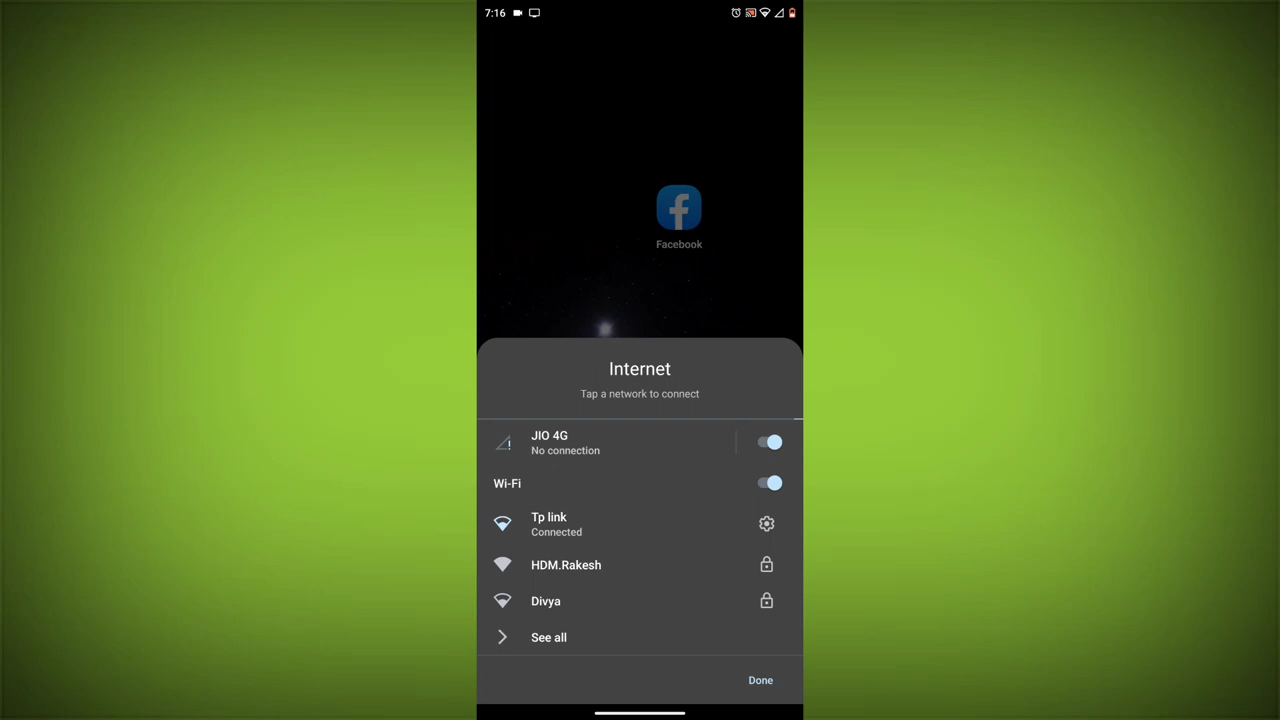 7:16
Facebook
Internet
Tap a network to connect
JIO 4G
No connection
Wi-Fi
Tp link
Connected
HDM.Rakesh
Divya
See all
Done